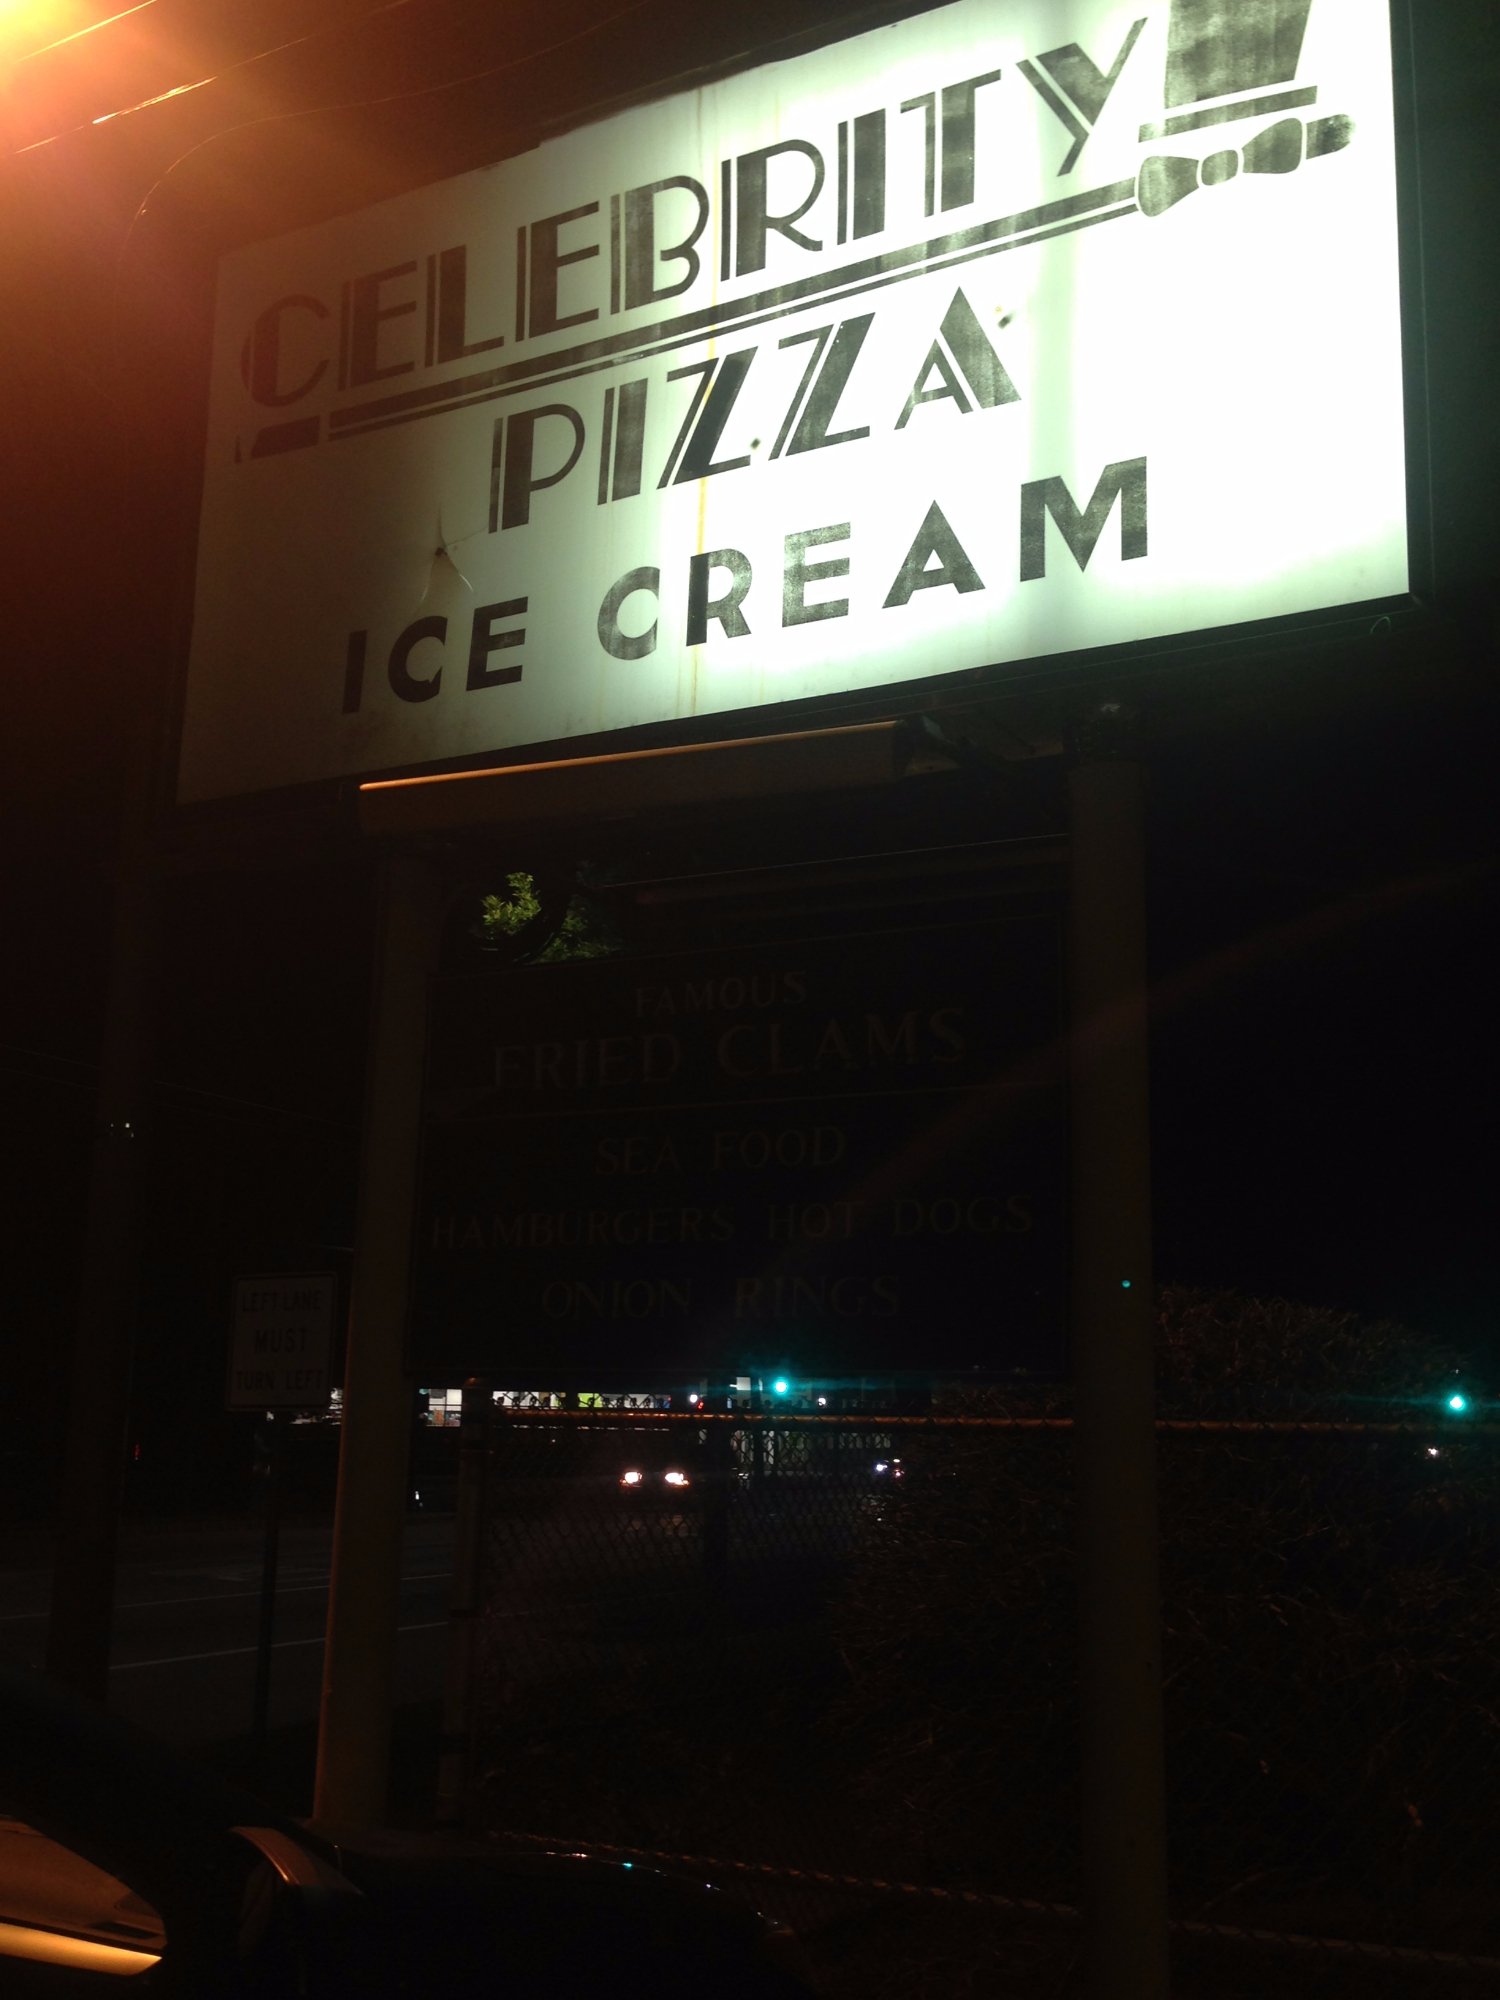 CELEBRITY
PIZZA
ICE CREAM
FAMOUS
FRIED CLAMS
SEA FOOD
HAMBURGERS HOT DOGS
ONION RINGS
LEFT LANE
MUST
TURN LEFT